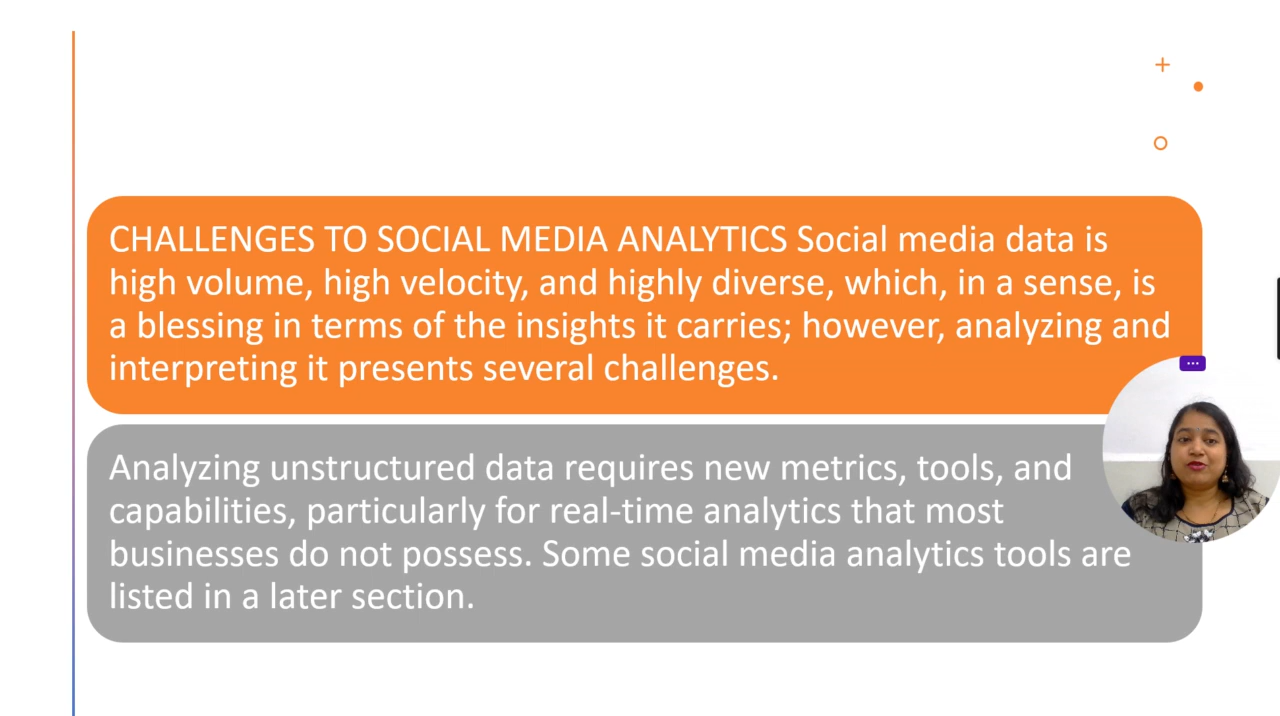 CHALLENGES TO SOCIAL MEDIA ANALYTICS Social media data is
high volume, high velocity, and highly diverse, which, in a sense, is
a blessing in terms of the insights it carries; however, analyzing and
interpreting it presents several challenges.
Analyzing unstructured data requires new metrics, tools, and
capabilities, particularly for real-time analytics that most
businesses do not possess. Some social media analytics tools are
listed in a later section.